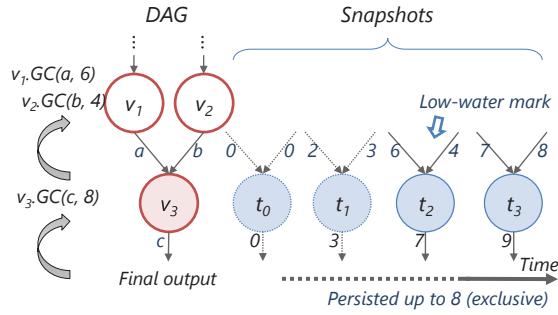 DAG Snapshots
⋮ ⋮
v1.GC(a, 6)
v2.GC(b, 4)
v1 v2
Low-water mark
a b 0 0 2 3 6 4 7 8
v3.GC(c, 8)
v3 t0 t1 t2 t3
c 0 3 7 9
Final output
Time
Persisted up to 8 (exclusive)